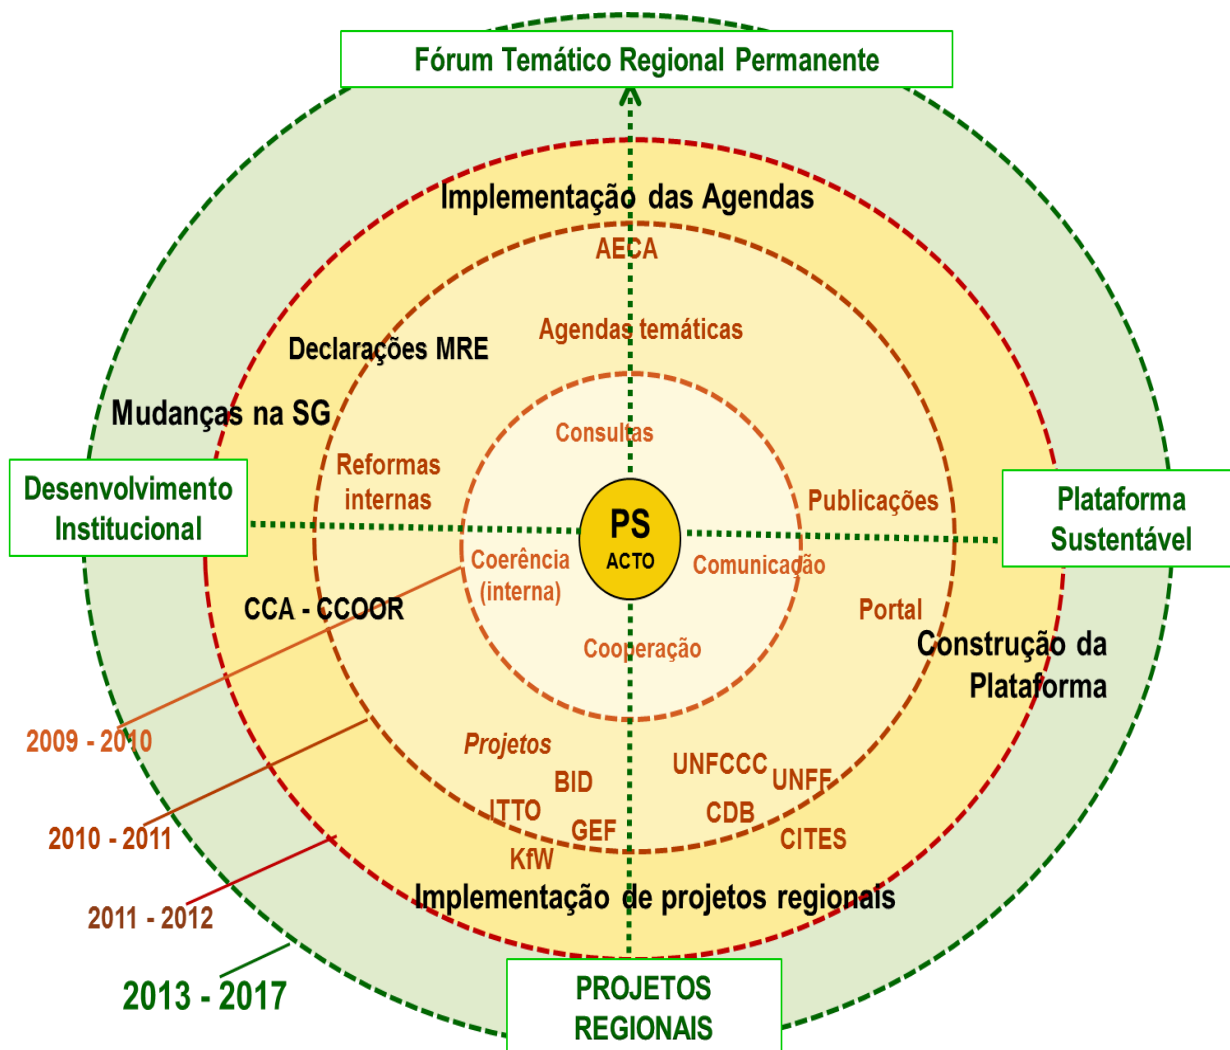 Fórum Temático Regional Permanente
Implementação das Agendas
AECA
Agendas temáticas
Declarações MRE
Mudanças na SG
Consultas
Reformas
internas
Desenvolvimento
Institucional
Publicações
Plataforma
Sustentável
PS
ACTO
Coerência
(interna)
Comunicação
CCA - CCOOR
Portal
Cooperação
Construção da
Plataforma
2009 - 2010
Projetos
UNFCCC
BID
UNFF
ITTO
CDB
GEF
CITES
2010 - 2011
KfW
Implementação de projetos regionais
2011 - 2012
2013 - 2017
PROJETOS
REGIONAIS